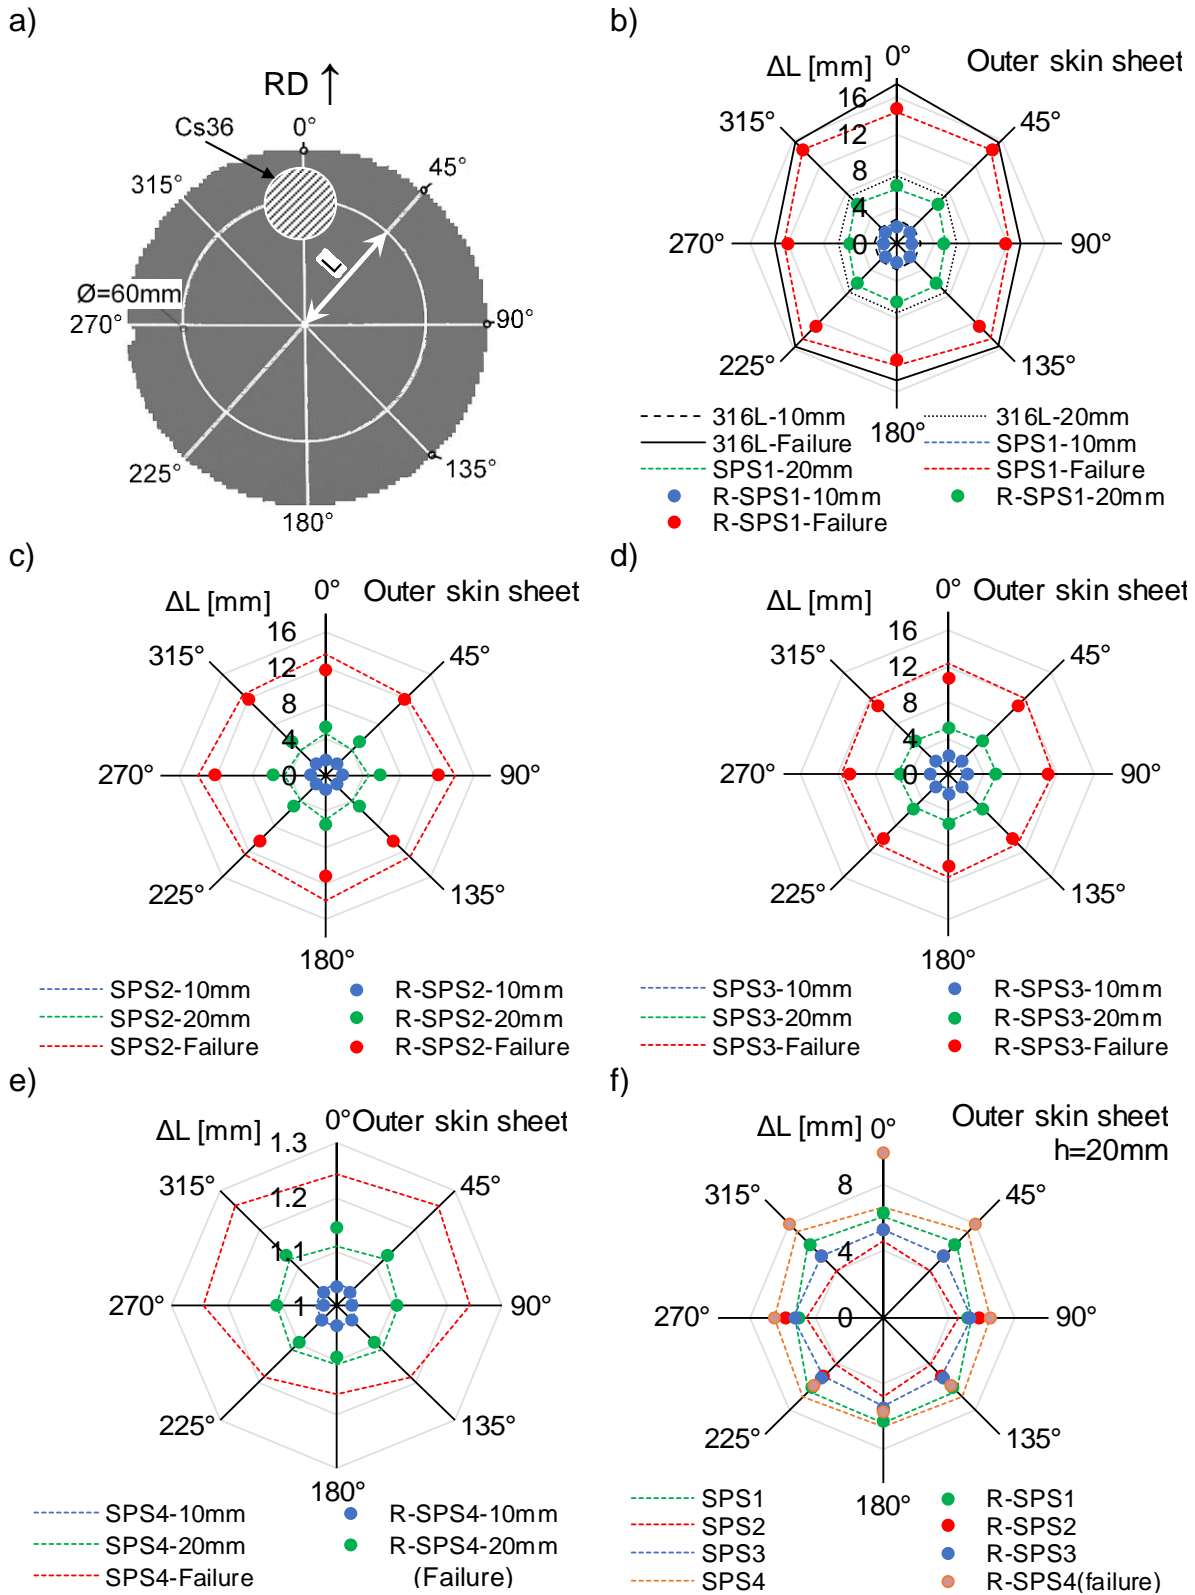 a)
RD ↑
Cs36
0°
45°
315°
L
Ø=60mm
270°
90°
225°
135°
180°
b)
0°
Outer skin sheet
ΔL [mm]
16
315°
45°
12
8
4
270°
0
90°
225°
135°
180°
316L-10mm
316L-20mm
316L-Failure
SPS1-10mm
SPS1-20mm
SPS1-Failure
R-SPS1-10mm
R-SPS1-20mm
R-SPS1-Failure
c)
0°
Outer skin sheet
ΔL [mm]
16
315°
45°
12
8
4
270°
0
90°
225°
135°
180°
SPS2-10mm
R-SPS2-10mm
SPS2-20mm
R-SPS2-20mm
SPS2-Failure
R-SPS2-Failure
d)
0°
Outer skin sheet
ΔL [mm]
16
315°
45°
12
8
4
270°
0
90°
225°
135°
180°
SPS3-10mm
R-SPS3-10mm
SPS3-20mm
R-SPS3-20mm
SPS3-Failure
R-SPS3-Failure
e)
0°
Outer skin sheet
ΔL [mm]
1.3
315°
45°
1.2
1.1
270°
1
90°
225°
135°
180°
SPS4-10mm
R-SPS4-10mm
SPS4-20mm
R-SPS4-20mm
SPS4-Failure
(Failure)
f)
Outer skin sheet
h=20mm
ΔL [mm]
0°
8
315°
45°
4
270°
0
90°
225°
135°
180°
SPS1
R-SPS1
SPS2
R-SPS2
SPS3
R-SPS3
SPS4
R-SPS4(failure)